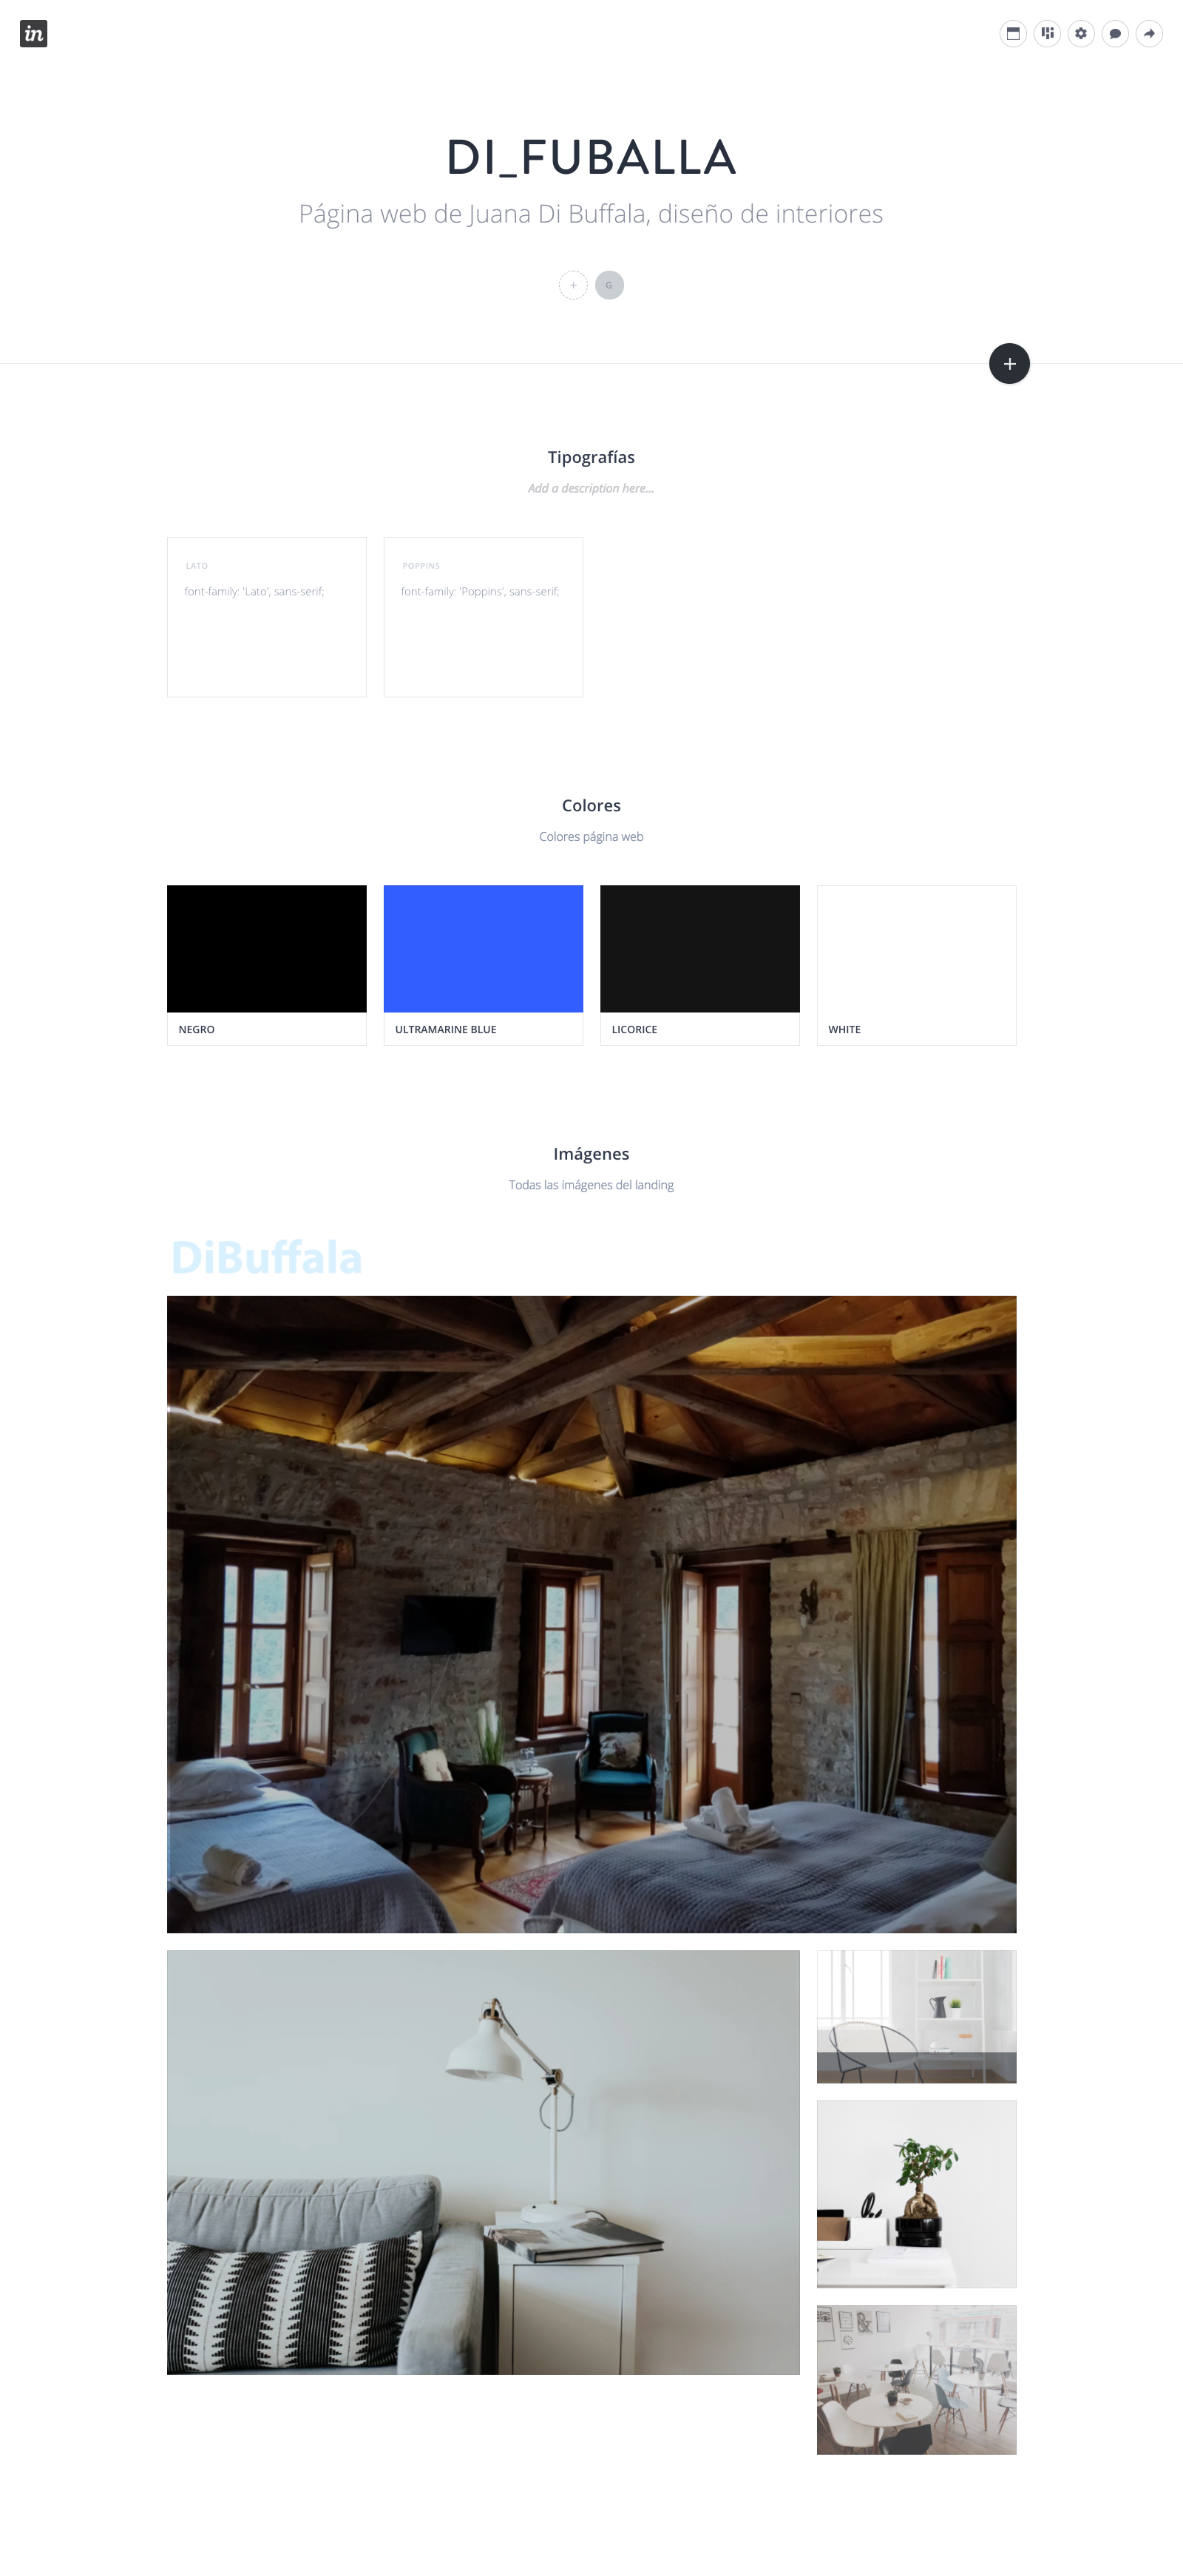 in
DI_FUBALLA
Página web de Juana Di Buffala, diseño de interiores
+ G
+
Tipografías
Add a description here...
LATO POPPINS
font-family: 'Lato', sans-serif; font-family: 'Poppins', sans-serif;
Colores
Colores página web
NEGRO ULTRAMARINE BLUE LICORICE WHITE
Imágenes
Todas las imágenes del landing
DiBuffala
&